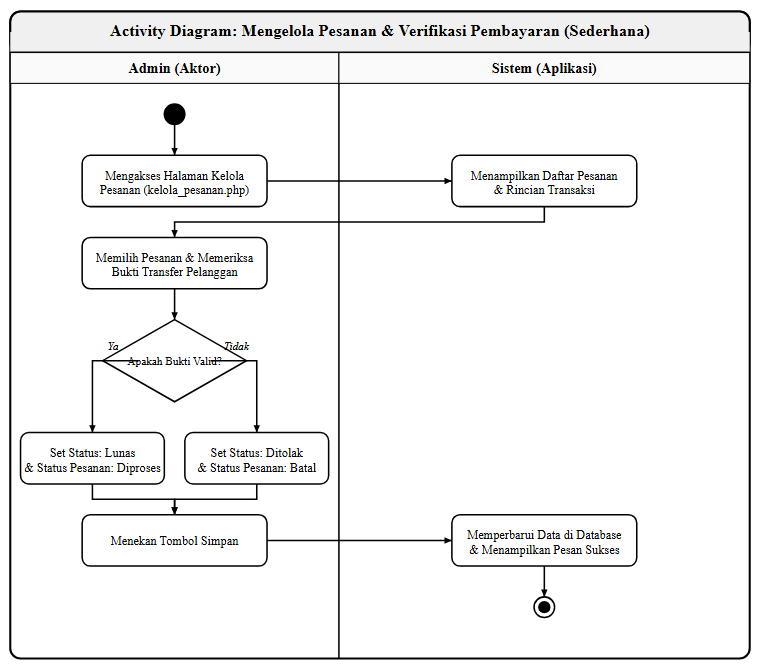 Activity Diagram: Mengelola Pesanan & Verifikasi Pembayaran (Sederhana)
Admin (Aktor)
Sistem (Aplikasi)
Mengakses Halaman Kelola
Pesanan (kelola_pesanan.php)
Menampilkan Daftar Pesanan
& Rincian Transaksi
Memilih Pesanan & Memeriksa
Bukti Transfer Pelanggan
Ya
Tidak
Apakah Bukti Valid?
Set Status: Lunas
& Status Pesanan: Diproses
Set Status: Ditolak
& Status Pesanan: Batal
Menekan Tombol Simpan
Memperbarui Data di Database
& Menampilkan Pesan Sukses